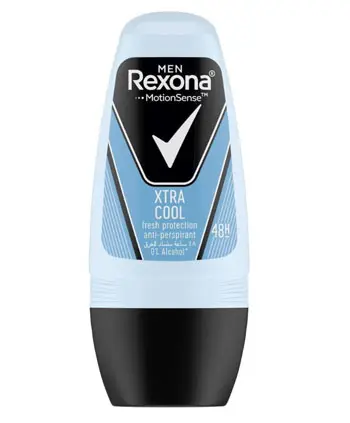 MEN
Rexona®
MotionSense™
XTRA
COOL
fresh protection
anti-perspirant
48H
0% Alcohol*